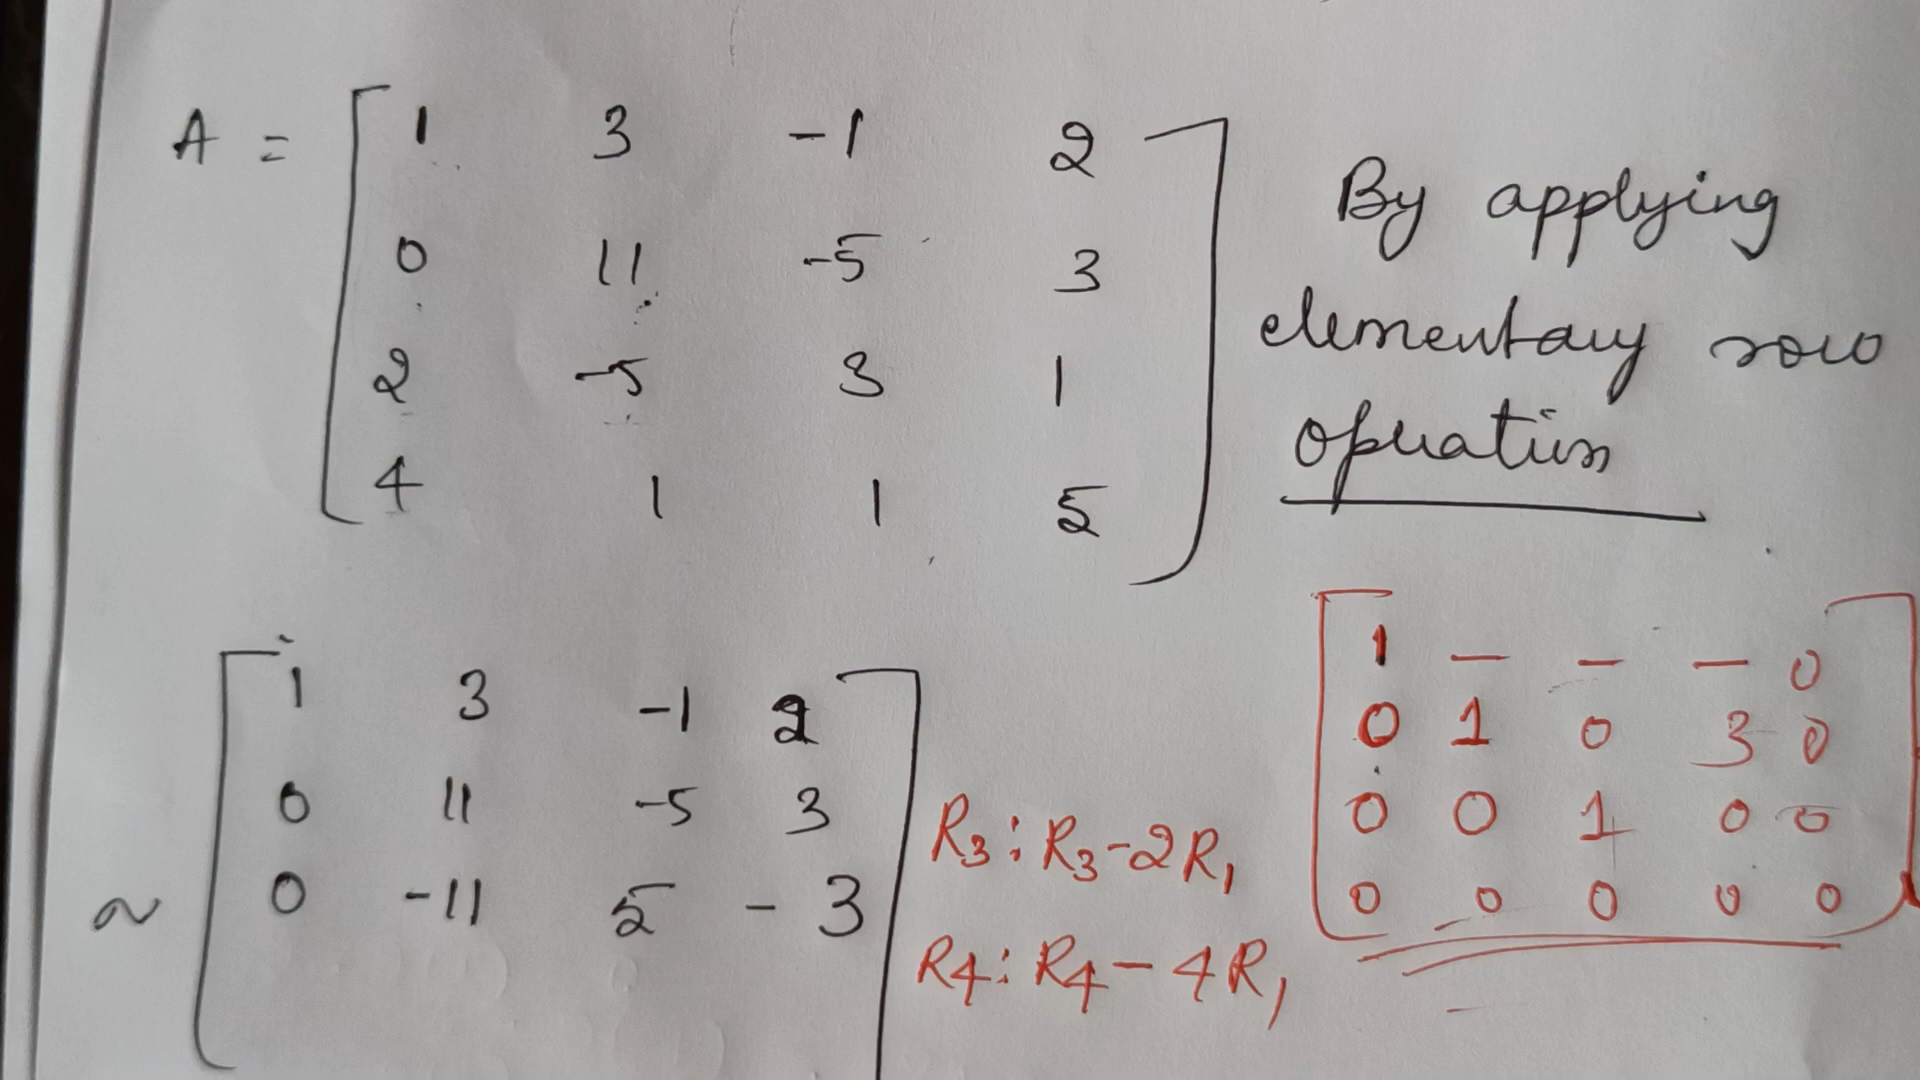 A = [ 1 3 -1 2 ]
0 11 -5 3
2 -5 3 1
4 1 1 5
By applying
elementary row
operation
~ [ 1 3 -1 2 ]
0 11 -5 3
0 -11 5 -3
R3: R3-2R1
R4: R4-4R1
[ 1 — — — 0 ]
0 1 0 3 0
0 0 1 0 0
0 0 0 0 0